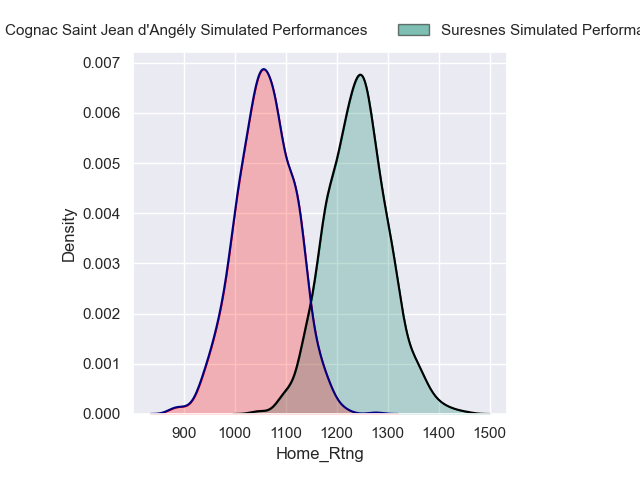 Cognac Saint Jean d'Angély Simulated Performances
Suresnes Simulated Performa
0.007
0.006
0.005
0.004
0.003
0.002
0.001
0.000
Density
900 1000 1100 1200 1300 1400 1500
Home_Rtng